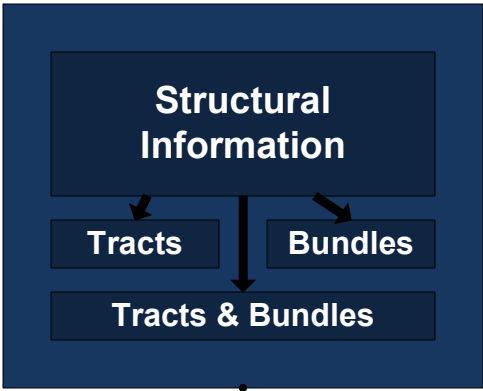 Structural
Information
Tracts
Bundles
Tracts & Bundles